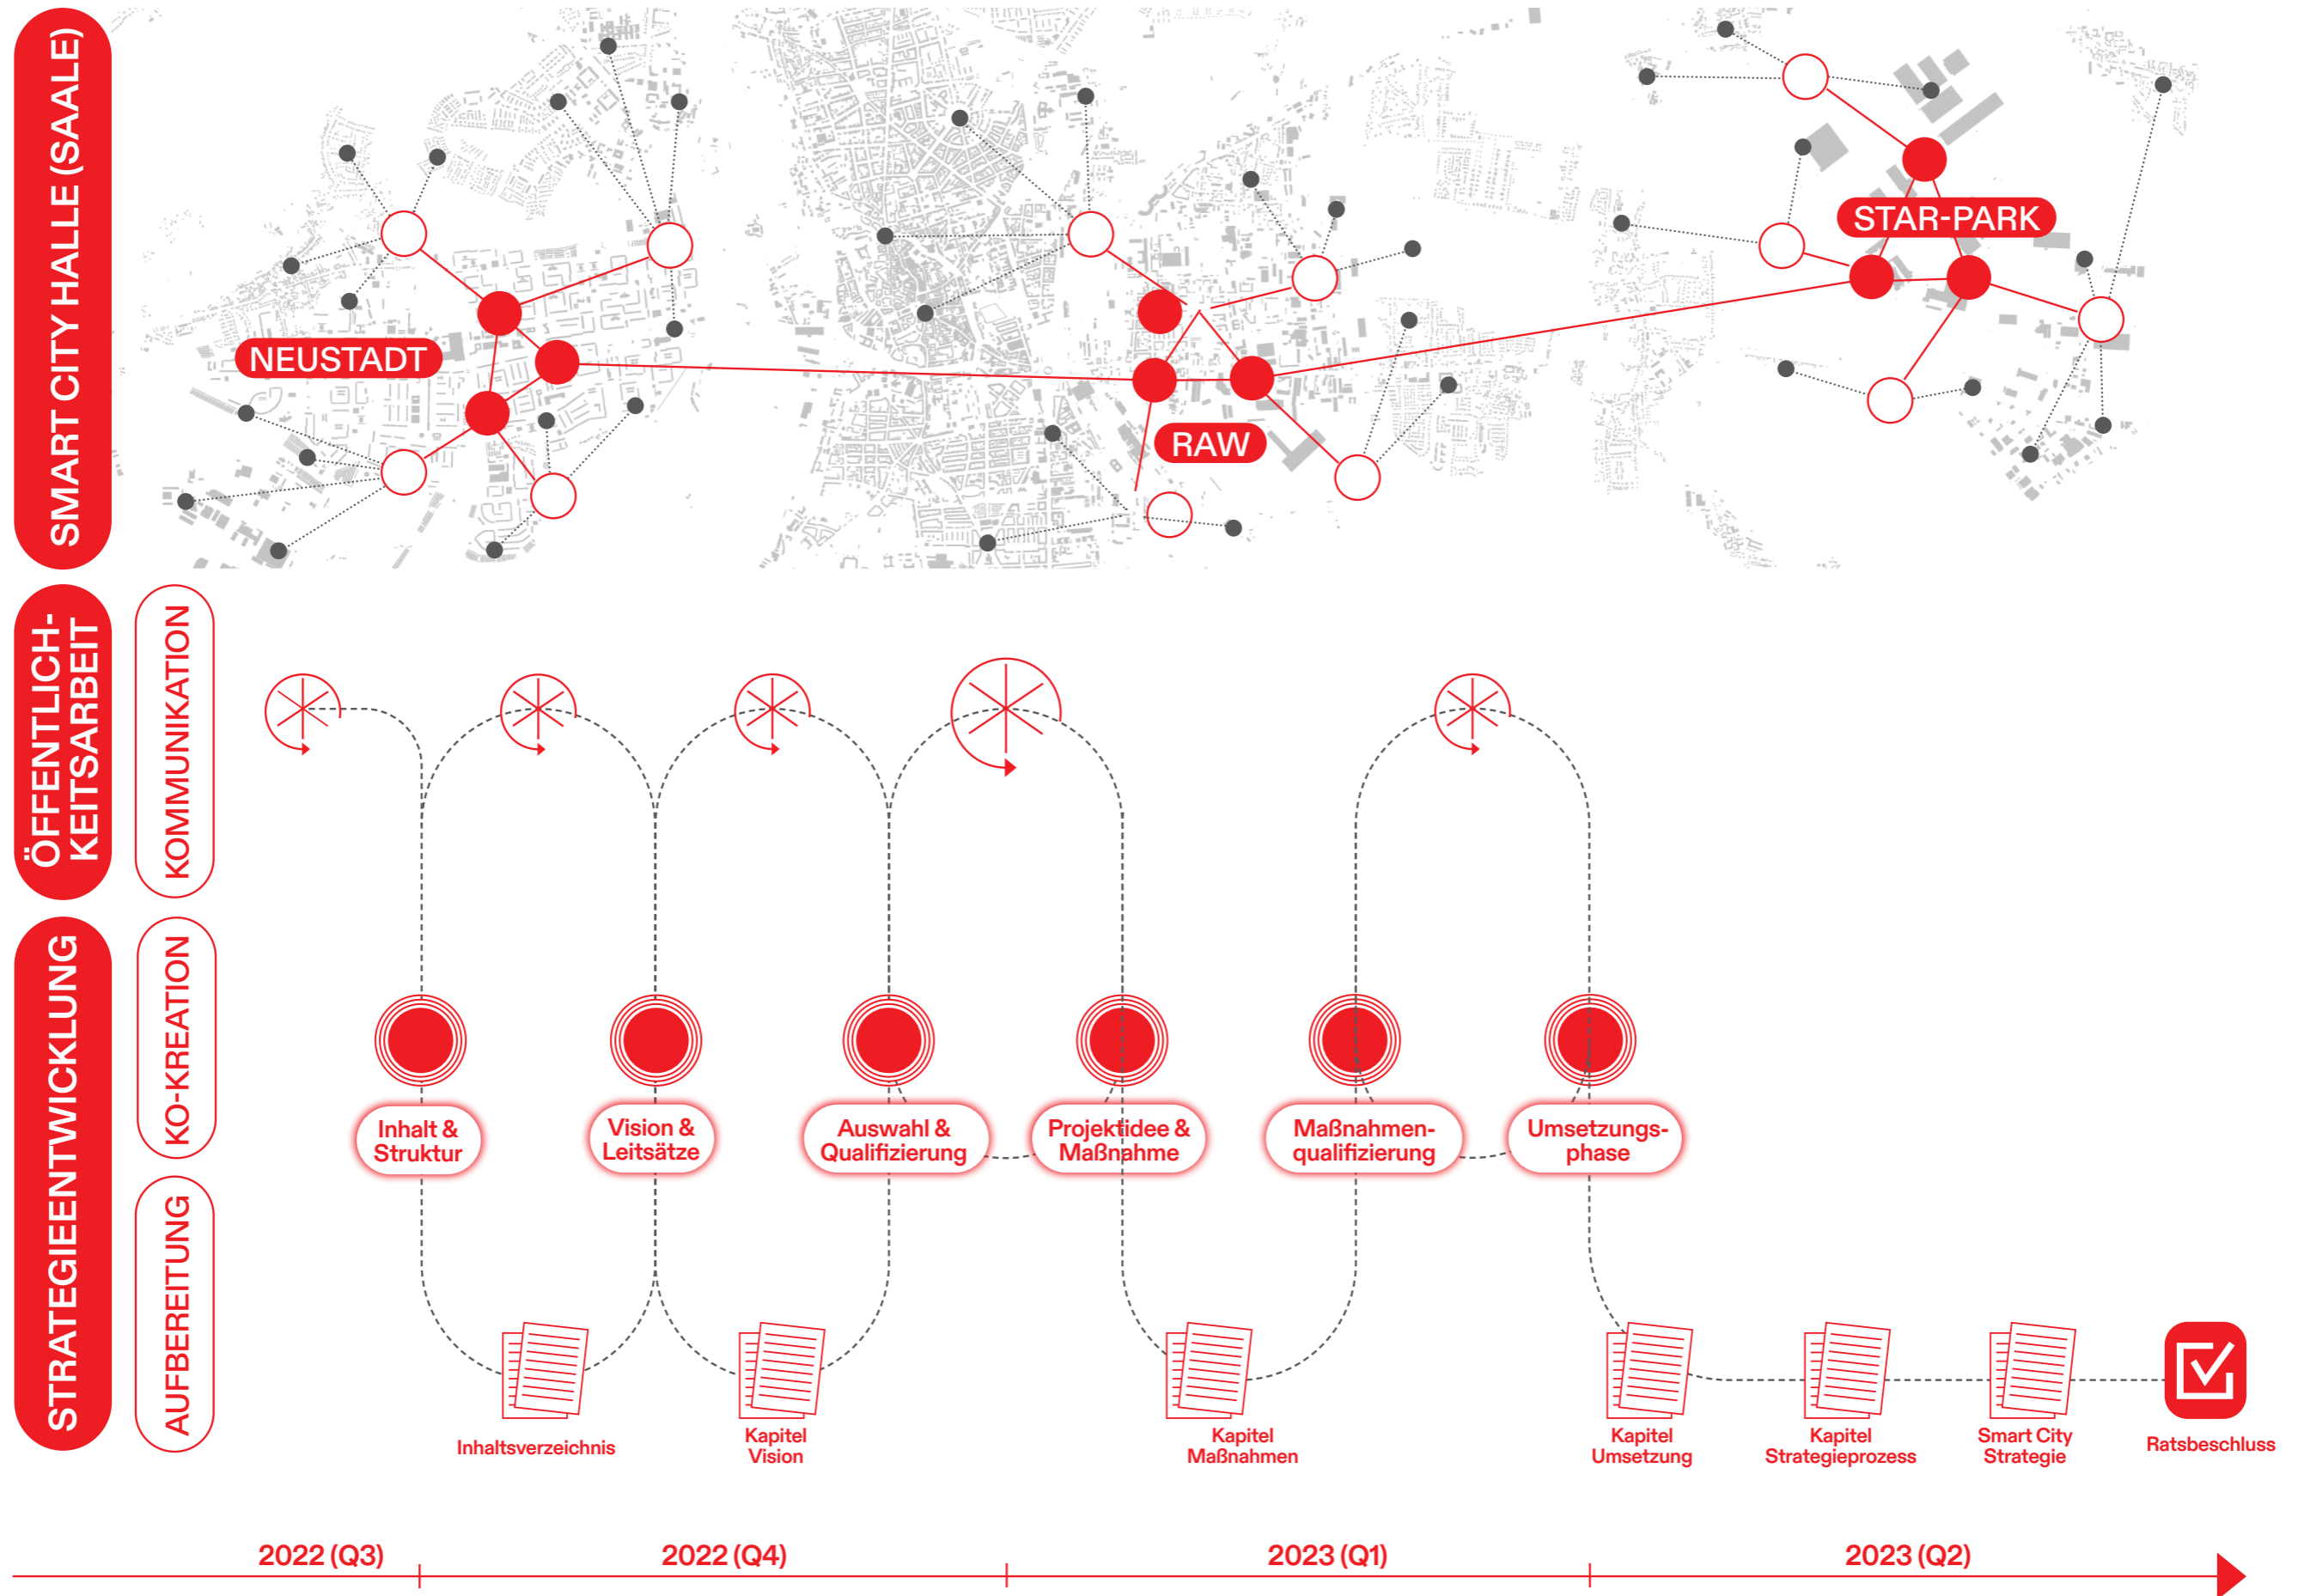 SMART CITY HALLE (SAALE)
NEUSTADT
RAW
STAR-PARK
ÖFFENTLICH-
KEITSARBEIT
KOMMUNIKATION
STRATEGIEENTWICKLUNG
KO-KREATION
Inhalt &
Struktur
Vision &
Leitsätze
Auswahl &
Qualifizierung
Projektidee &
Maßnahme
Maßnahmen-
qualifizierung
Umsetzungs-
phase
AUFBEREITUNG
Inhaltsverzeichnis
Kapitel
Vision
Kapitel
Maßnahmen
Kapitel
Umsetzung
Kapitel
Strategieprozess
Smart City
Strategie
Ratsbeschluss
2022 (Q3)
2022 (Q4)
2023 (Q1)
2023 (Q2)